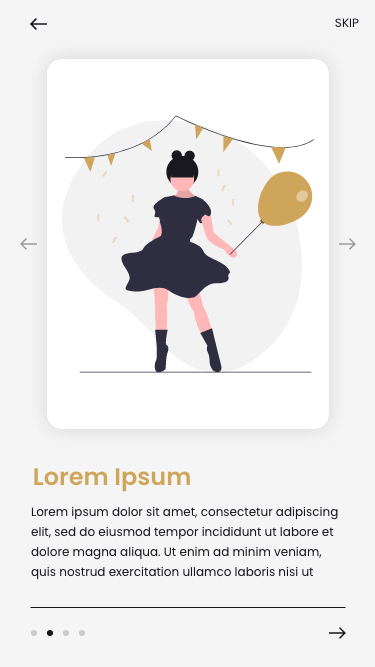 SKIP
Lorem Ipsum
Lorem ipsum dolor sit amet, consectetur adipiscing
elit, sed do eiusmod tempor incididunt ut labore et
dolore magna aliqua. Ut enim ad minim veniam,
quis nostrud exercitation ullamco laboris nisi ut